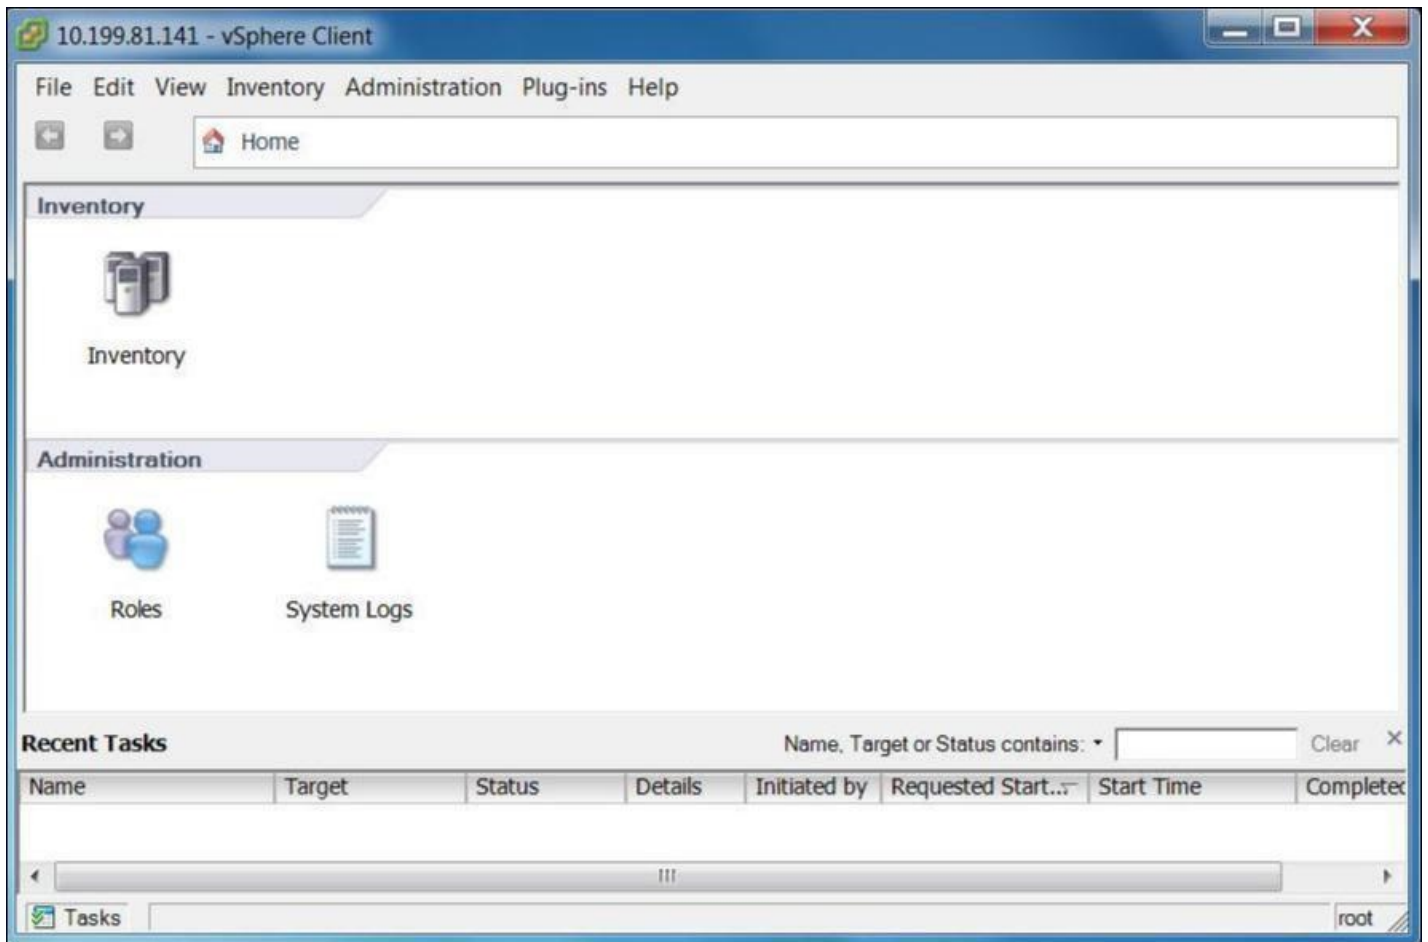 10.199.81.141 - vSphere Client
File Edit View Inventory Administration Plug-ins Help
Home
Inventory
Inventory
Administration
Roles System Logs
Recent Tasks Name, Target or Status contains: Clear
Name Target Status Details Initiated by Requested Start... Start Time Completed
Tasks root